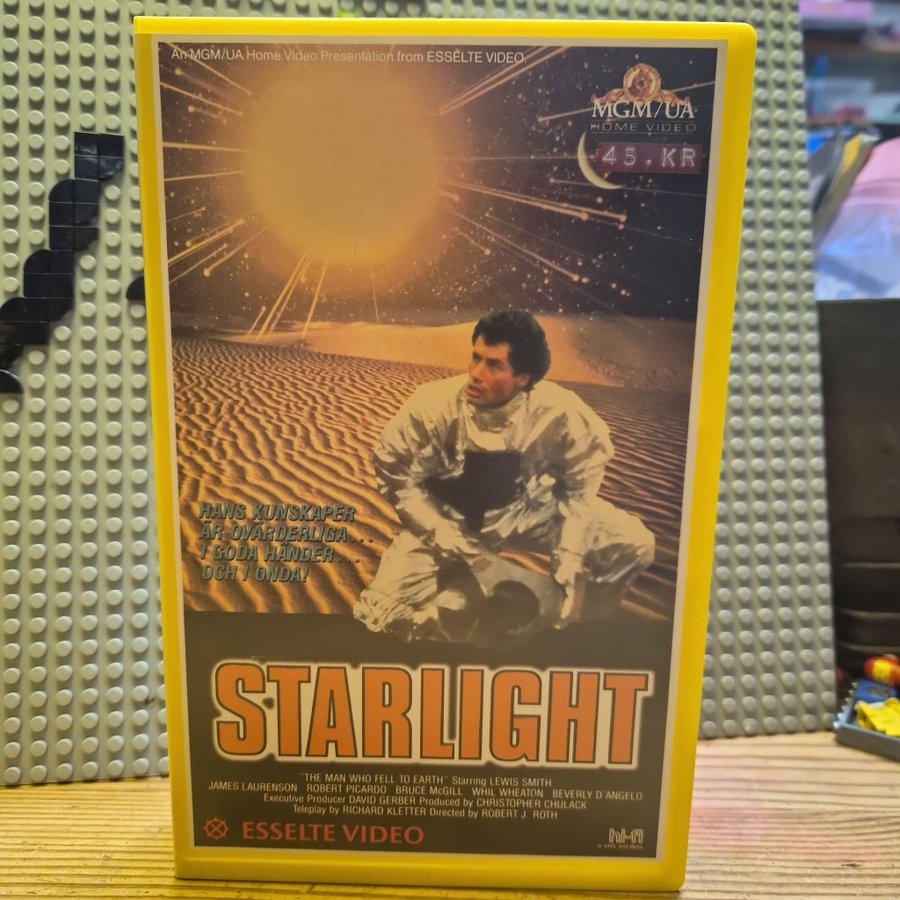 An MGM/UA Home Video Presentation from ESSELTE VIDEO
MGM/UA
HOME VIDEO
45.KR
HANS KUNSKAPER
ÄR OVÄRDERLIGA...
I GODA HÄNDER...
OCH I ONDA!
STARLIGHT
"THE MAN WHO FELL TO EARTH" Starring LEWIS SMITH
JAMES LAURENSON ROBERT PICARDO BRUCE McGILL WHIL WHEATON BEVERLY D'ANGELO
Executive Producer DAVID GERBER Produced by CHRISTOPHER CHULACK
Teleplay by RICHARD KLETTER Directed by ROBERT J. ROTH
ESSELTE VIDEO
hi-fi